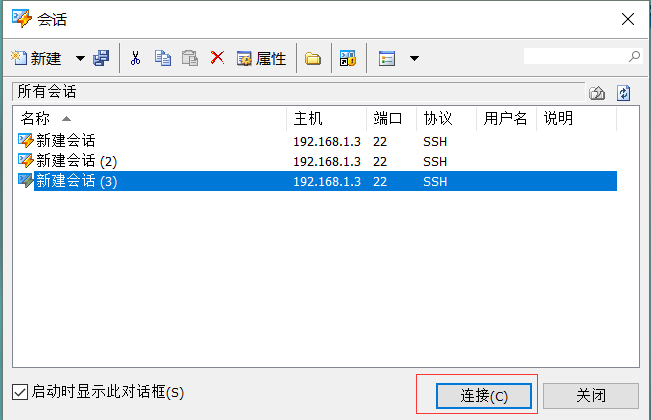 会话
新建 属性
所有会话
名称 主机 端口 协议 用户名 说明
新建会话 192.168.1.3 22 SSH
新建会话 (2) 192.168.1.3 22 SSH
新建会话 (3) 192.168.1.3 22 SSH
启动时显示此对话框(S) 连接(C) 关闭